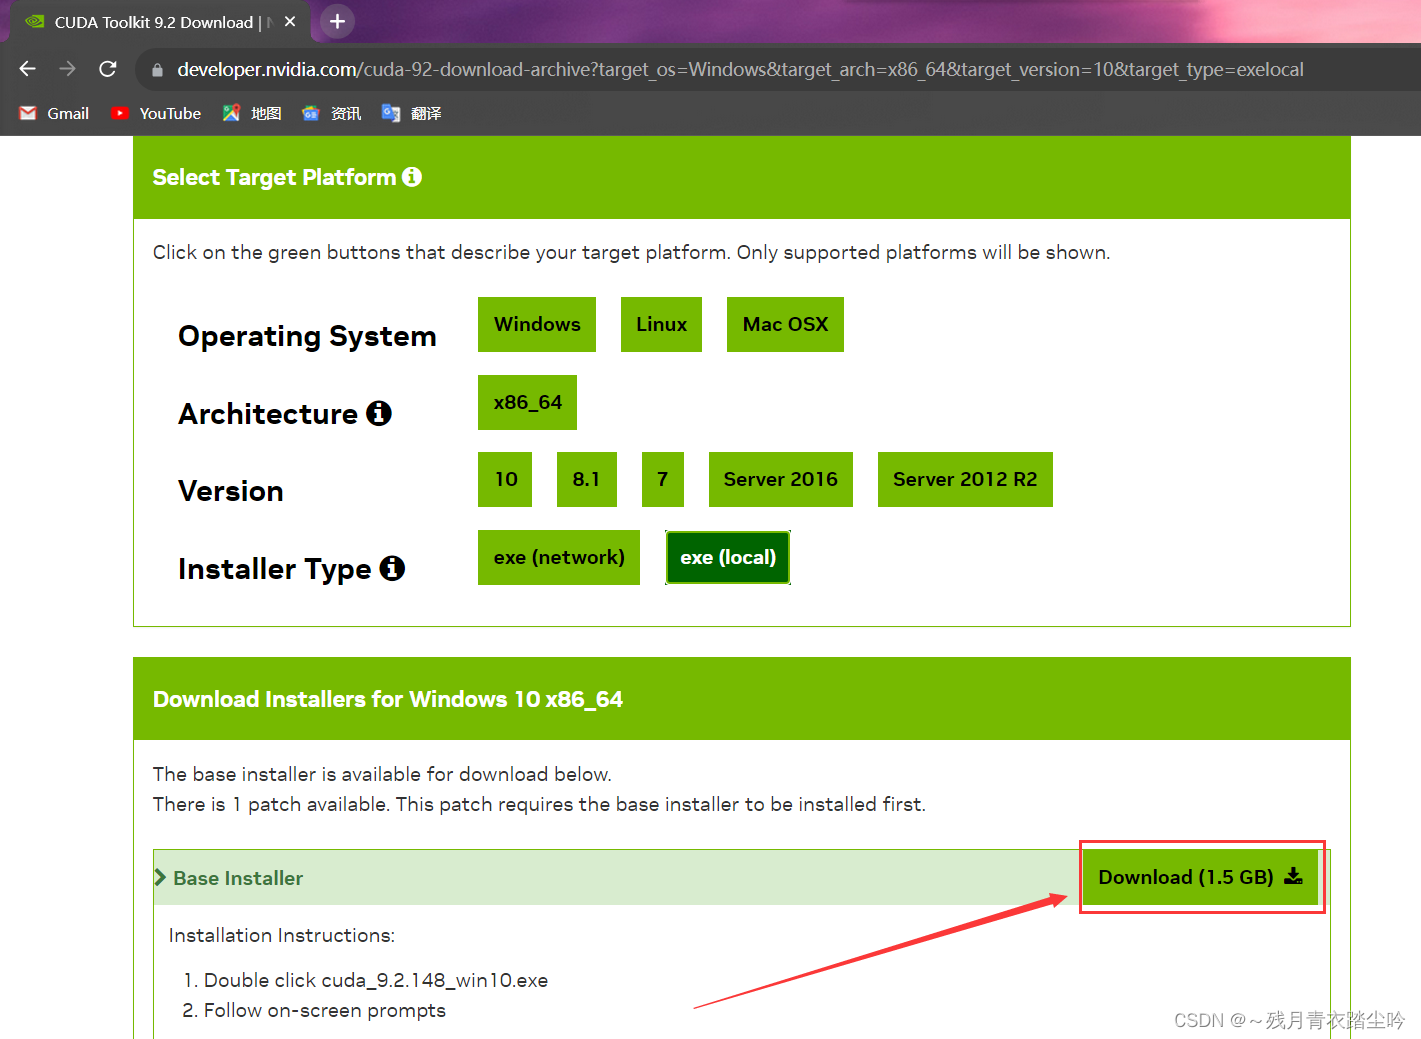 CUDA Toolkit 9.2 Download | N
developer.nvidia.com/cuda-92-download-archive?target_os=Windows&target_arch=x86_64&target_version=10&target_type=exelocal
Gmail YouTube 地图 资讯 翻译
Select Target Platform
Click on the green buttons that describe your target platform. Only supported platforms will be shown.
Operating System Windows Linux Mac OSX
Architecture x86_64
Version 10 8.1 7 Server 2016 Server 2012 R2
Installer Type exe (network) exe (local)
Download Installers for Windows 10 x86_64
The base installer is available for download below.
There is 1 patch available. This patch requires the base installer to be installed first.
Base Installer Download (1.5 GB)
Installation Instructions:
1. Double click cuda_9.2.148_win10.exe
2. Follow on-screen prompts
CSDN @～残月青衣踏尘吟